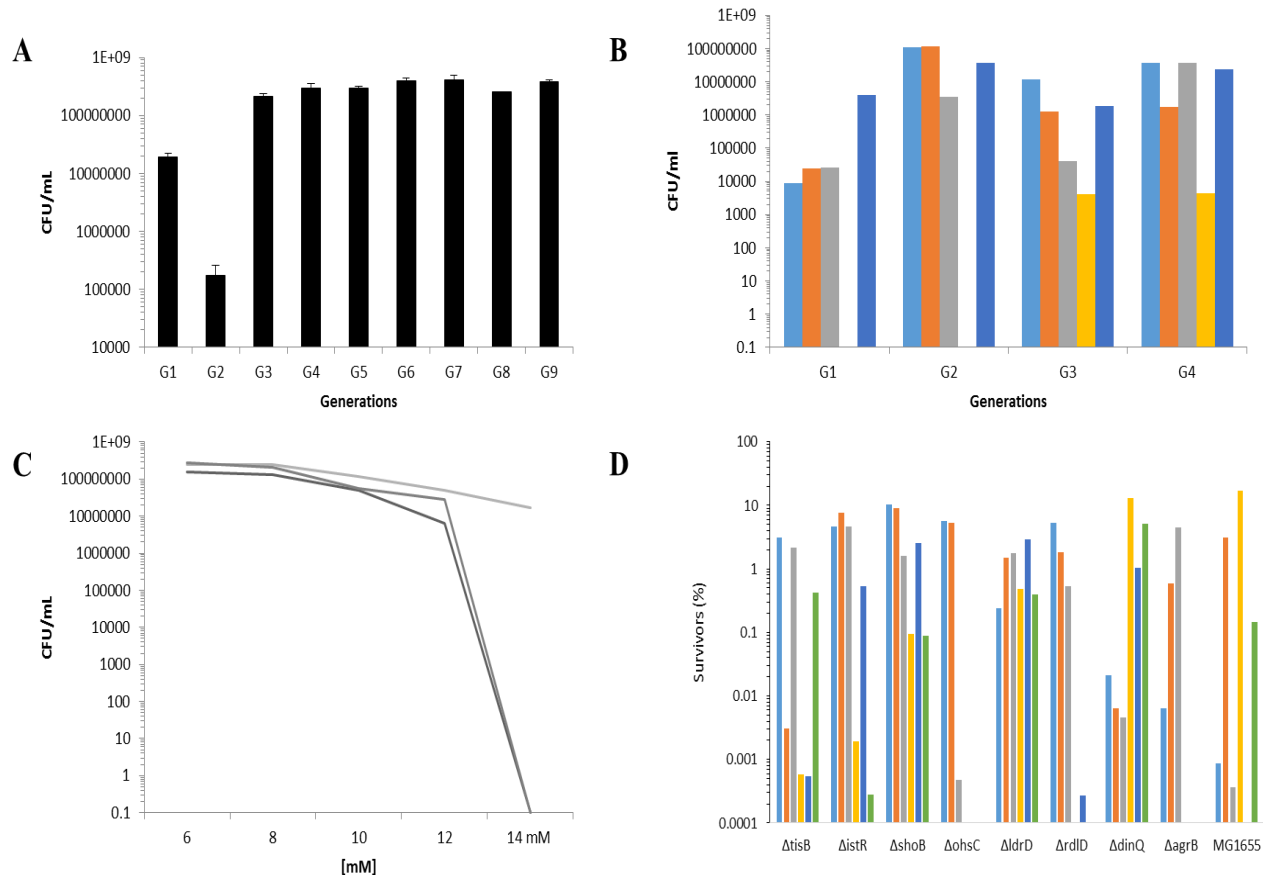 A
1E+09
100000000
10000000
1000000
100000
10000
CFU/mL
G1 G2 G3 G4 G5 G6 G7 G8 G9
Generations
B
1E+09
100000000
10000000
1000000
100000
10000
1000
100
10
1
0.1
CFU/ml
G1 G2 G3 G4
Generations
C
1E+09
100000000
10000000
1000000
100000
10000
1000
100
10
1
0.1
CFU/mL
6 8 10 12 14 mM
[mM]
D
100
10
1
0.1
0.01
0.001
0.0001
Survivors (%)
ΔtisB ΔistR ΔshoB ΔohsC ΔldrD ΔrdlD ΔdinQ ΔagrB MG1655